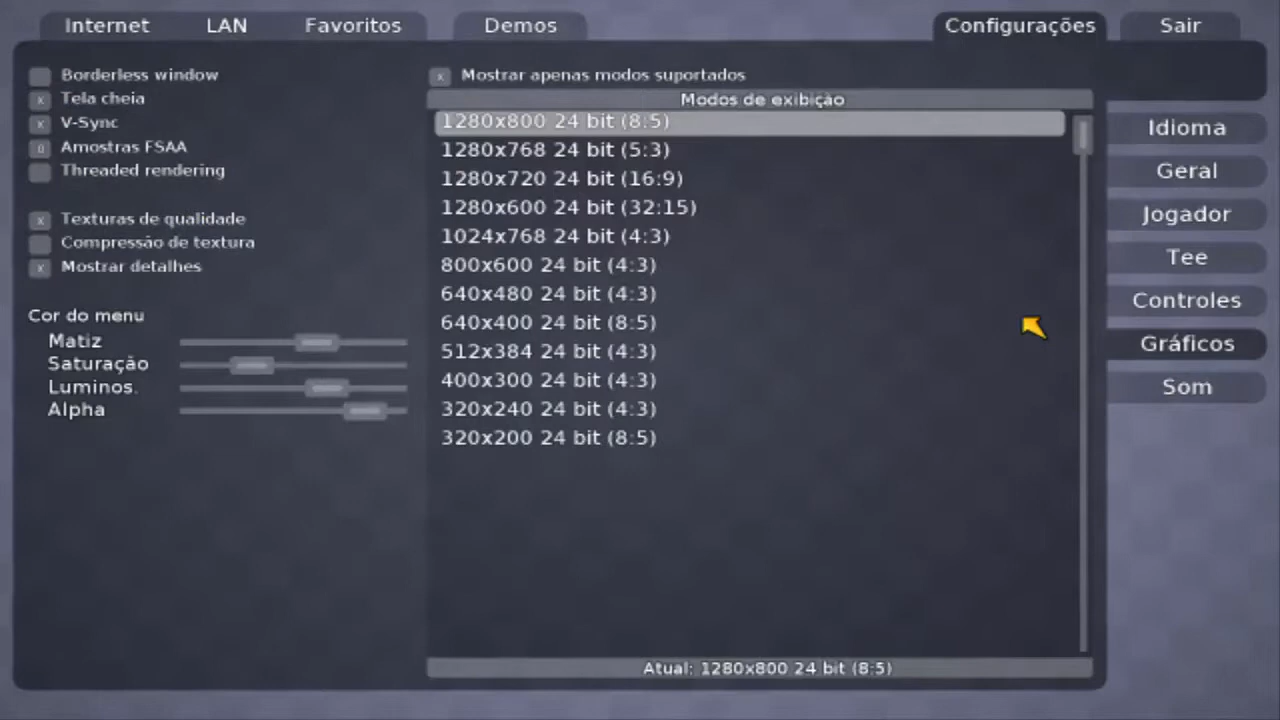 Internet LAN Favoritos Demos Configurações Sair
Borderless window
x Tela cheia
x V-Sync
0 Amostras FSAA
Threaded rendering
x Texturas de qualidade
Compressão de textura
x Mostrar detalhes
Cor do menu
Matiz
Saturação
Luminos.
Alpha
x Mostrar apenas modos suportados
Modos de exibição
1280x800 24 bit (8:5)
1280x768 24 bit (5:3)
1280x720 24 bit (16:9)
1280x600 24 bit (32:15)
1024x768 24 bit (4:3)
800x600 24 bit (4:3)
640x480 24 bit (4:3)
640x400 24 bit (8:5)
512x384 24 bit (4:3)
400x300 24 bit (4:3)
320x240 24 bit (4:3)
320x200 24 bit (8:5)
Atual: 1280x800 24 bit (8:5)
Idioma
Geral
Jogador
Tee
Controles
Gráficos
Som